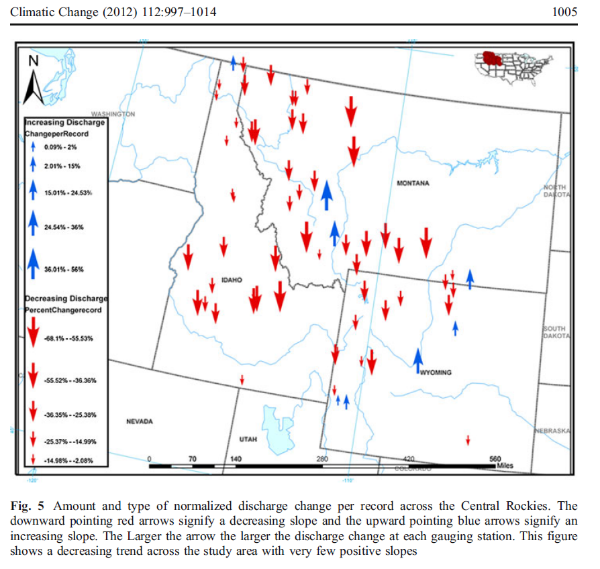 Climatic Change (2012) 112:997–1014 1005
N
WASHINGTON
Increasing Discharge
ChangeperRecord
0.09% - 2%
2.01% - 15%
15.01% - 24.53%
24.54% - 36%
36.01% - 56%
MONTANA
NORTH
DAKOTA
IDAHO
Decreasing Discharge
PercentChangerecord
-68.1% - -55.53%
-55.52% - -36.36%
-36.35% - -25.38%
-25.37% - -14.99%
-14.98% - -2.08%
SOUTH
DAKOTA
WYOMING
NEVADA
UTAH
NEBRASKA
0 70 140 280 420 560
Miles
COLORADO
Fig. 5 Amount and type of normalized discharge change per record across the Central Rockies. The
downward pointing red arrows signify a decreasing slope and the upward pointing blue arrows signify an
increasing slope. The Larger the arrow the larger the discharge change at each gauging station. This figure
shows a decreasing trend across the study area with very few positive slopes